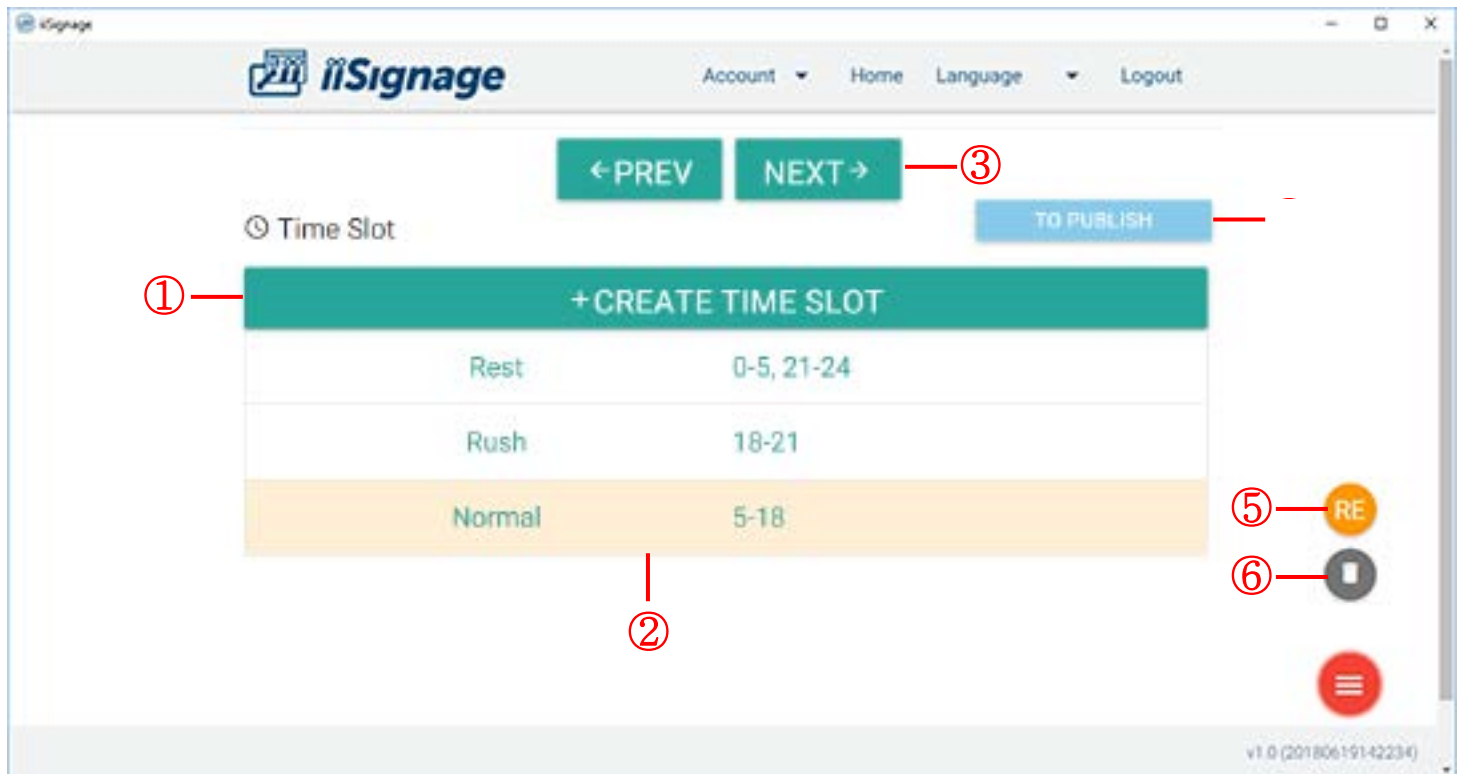 iiSignage
iiSignage Account Home Language Logout
←PREV NEXT→ ③
Time Slot TO PUBLISH
① +CREATE TIME SLOT
Rest 0-5, 21-24
Rush 18-21
Normal 5-18
⑤ RE
⑥
②
v1.0 (20180619142234)